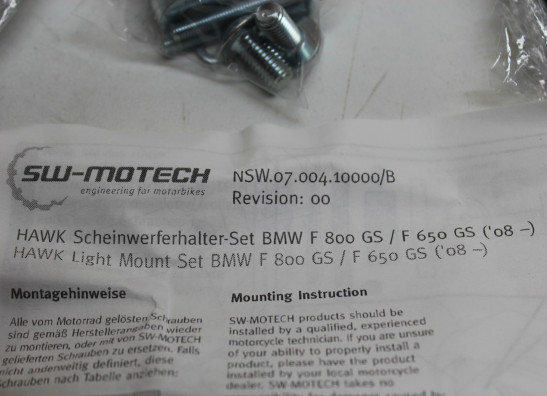 SW-MOTECH
engineering for motorbikes
NSW.07.004.10000/B
Revision: 00
HAWK Scheinwerferhalter-Set BMW F 800 GS / F 650 GS ('08 –)
HAWK Light Mount Set BMW F 800 GS / F 650 GS ('08 –)
Montagehinweise
Alle vom Motorrad gelösten Schrauben
sind gemäß Herstellerangaben wieder
zu montieren, oder mit von SW-MOTECH
gelieferten Schrauben zu ersetzen. Falls
nicht anderweitig definiert, diese
Schrauben nach Tabelle anziehen:
Mounting Instruction
SW-MOTECH products should be
installed by a qualified, experienced
motorcycle technician. If you are unsure
of your ability to properly install a
product, please have the product
installed by your local motorcycle
dealer. SW-MOTECH takes no